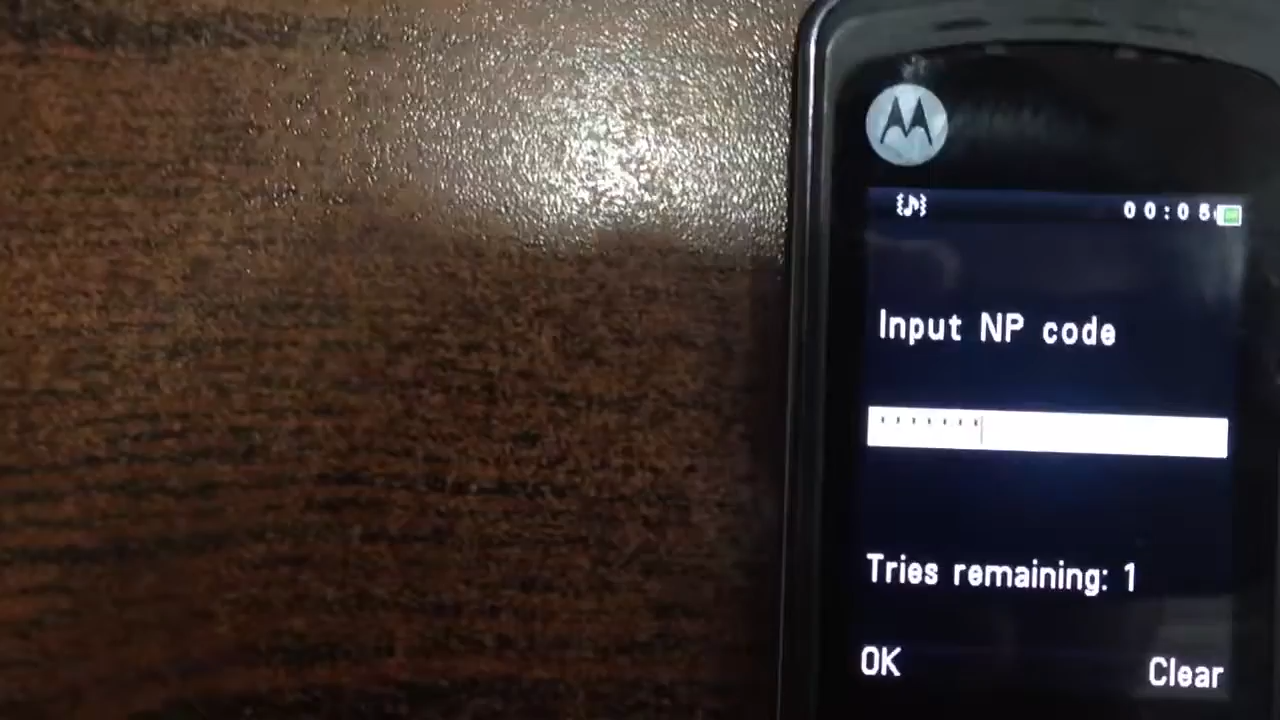 00:05
Input NP code
*******
Tries remaining: 1
OK
Clear